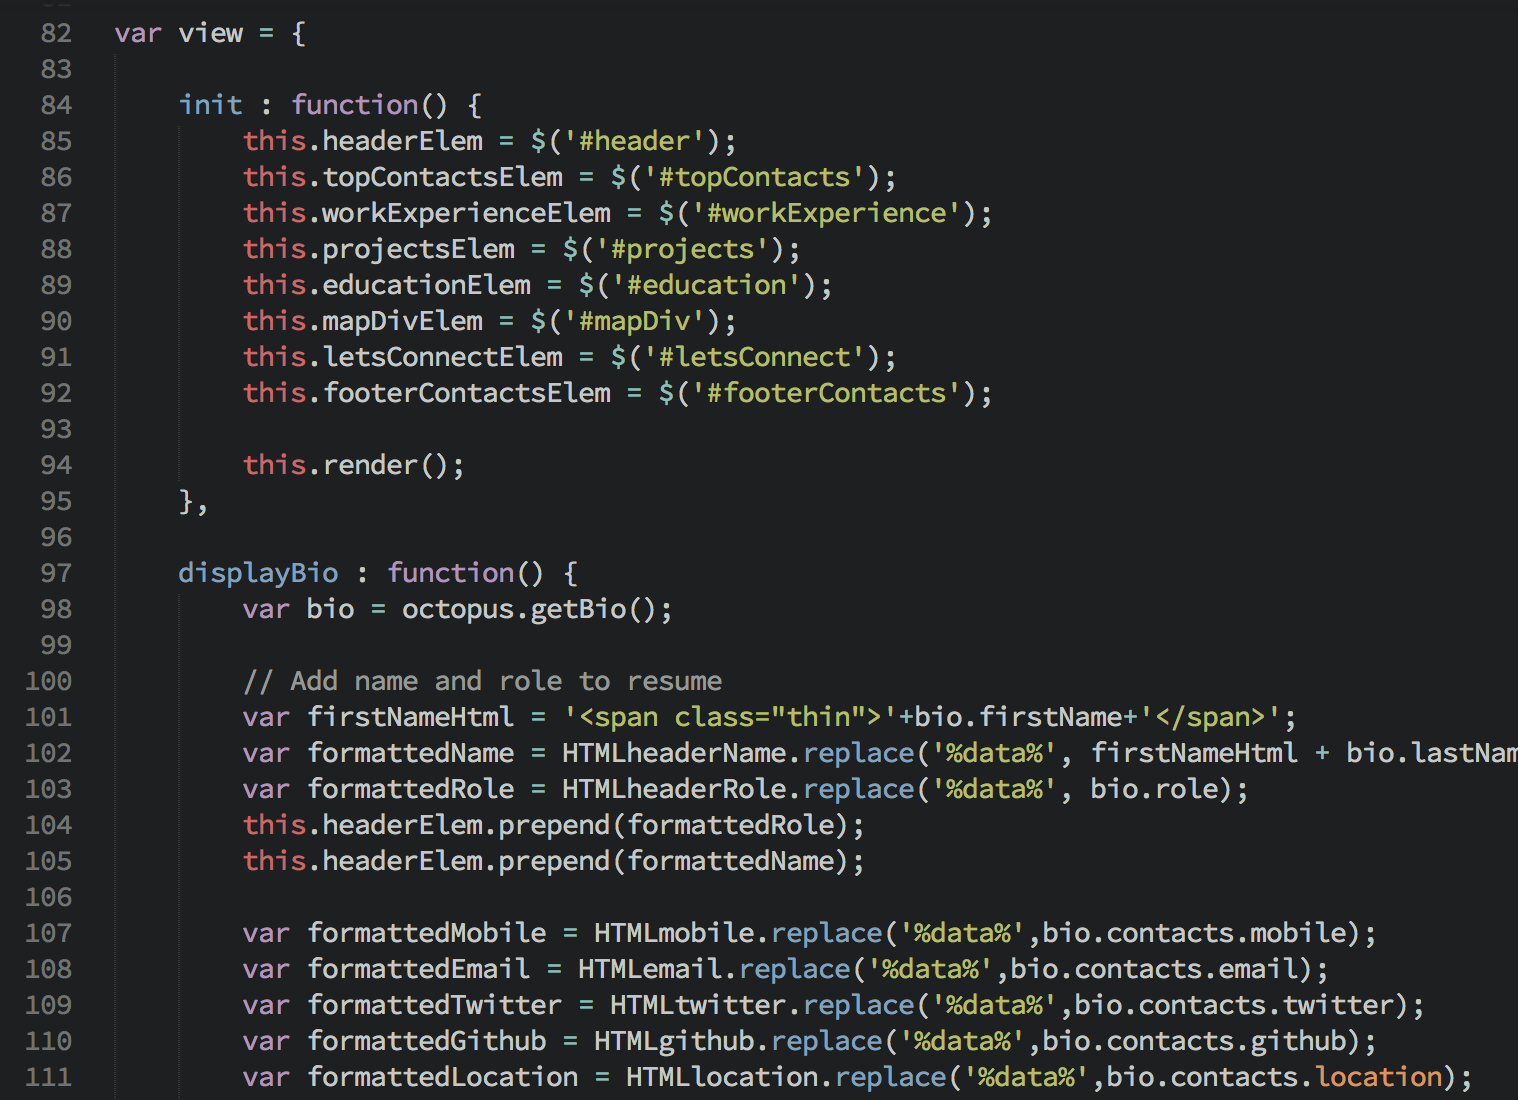 82 var view = {
83
84 init : function() {
85 this.headerElem = $('#header');
86 this.topContactsElem = $('#topContacts');
87 this.workExperienceElem = $('#workExperience');
88 this.projectsElem = $('#projects');
89 this.educationElem = $('#education');
90 this.mapDivElem = $('#mapDiv');
91 this.letsConnectElem = $('#letsConnect');
92 this.footerContactsElem = $('#footerContacts');
93
94 this.render();
95 },
96
97 displayBio : function() {
98 var bio = octopus.getBio();
99
100 // Add name and role to resume
101 var firstNameHtml = '<span class="thin">'+bio.firstName+'</span>';
102 var formattedName = HTMLheaderName.replace('%data%', firstNameHtml + bio.lastNam
103 var formattedRole = HTMLheaderRole.replace('%data%', bio.role);
104 this.headerElem.prepend(formattedRole);
105 this.headerElem.prepend(formattedName);
106
107 var formattedMobile = HTMLmobile.replace('%data%',bio.contacts.mobile);
108 var formattedEmail = HTMLemail.replace('%data%',bio.contacts.email);
109 var formattedTwitter = HTMLtwitter.replace('%data%',bio.contacts.twitter);
110 var formattedGithub = HTMLgithub.replace('%data%',bio.contacts.github);
111 var formattedLocation = HTMLlocation.replace('%data%',bio.contacts.location);